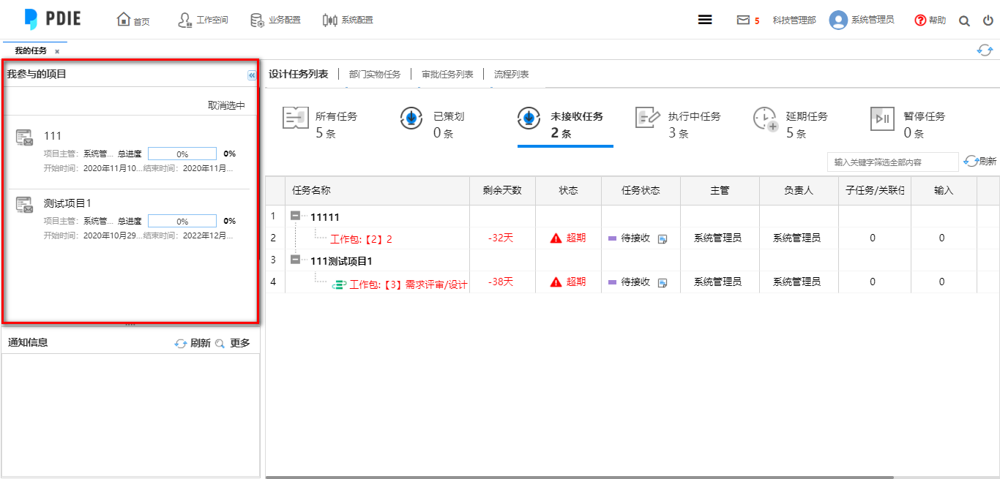 PDIE 首页 工作空间 业务配置 系统配置 5 科技管理部 系统管理员 帮助
我的任务 x
我参与的项目
取消选中
111
项目主管: 系统管... 总进度 0% 0%
开始时间: 2020年11月10... 结束时间: 2020年11月...
测试项目1
项目主管: 系统管... 总进度 0% 0%
开始时间: 2020年10月29... 结束时间: 2022年12月...
通知信息 刷新 更多
设计任务列表 部门实物任务 审批任务列表 流程列表
所有任务 已策划 未接收任务 执行中任务 延期任务 暂停任务
5 条 0 条 2 条 3 条 5 条 0 条
输入关键字筛选全部内容 刷新
任务名称 剩余天数 状态 任务状态 主管 负责人 子任务/关联任 输入
1 11111
2 工作包:【2】2 -32天 超期 待接收 系统管理员 系统管理员 0 0
3 111测试项目1
4 工作包:【3】需求评审/设计 -38天 超期 待接收 系统管理员 系统管理员 0 0